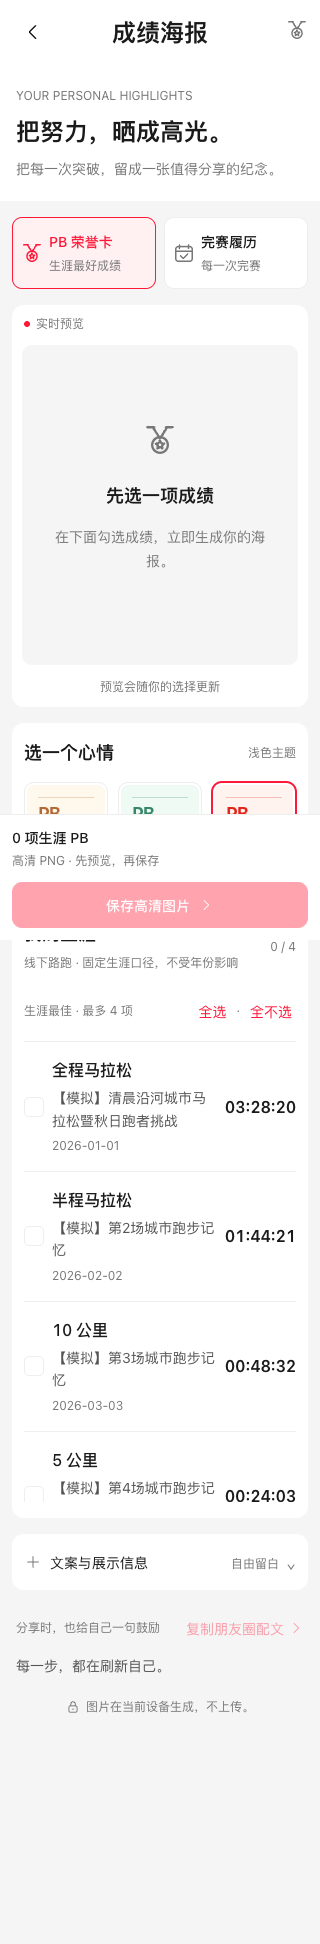 成绩海报
YOUR PERSONAL HIGHLIGHTS
把努力，晒成高光。
把每一次突破，留成一张值得分享的纪念。
PB 荣誉卡
生涯最好成绩
完赛履历
每一次完赛
实时预览
先选一项成绩
在下面勾选成绩，立即生成你的海
报。
预览会随你的选择更新
选一个心情
浅色主题
PB
PB
PB
0 项生涯 PB
高清 PNG · 先预览，再保存
保存高清图片
0 / 4
线下路跑 · 固定生涯口径，不受年份影响
生涯最佳 · 最多 4 项
全选 · 全不选
全程马拉松
【模拟】清晨沿河城市马
拉松暨秋日跑者挑战
03:28:20
2026-01-01
半程马拉松
【模拟】第2场城市跑步记
忆
01:44:21
2026-02-02
10 公里
【模拟】第3场城市跑步记
忆
00:48:32
2026-03-03
5 公里
【模拟】第4场城市跑步记
00:24:03
文案与展示信息
自由留白
分享时，也给自己一句鼓励
复制朋友圈配文
每一步，都在刷新自己。
图片在当前设备生成，不上传。